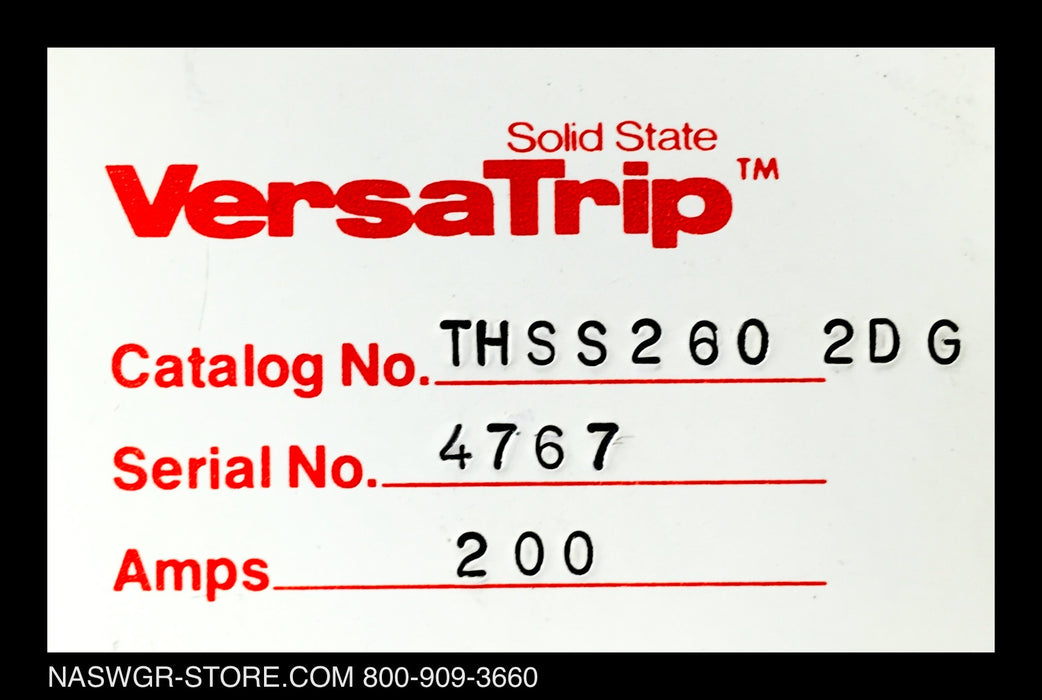 Solid State
VersaTrip™
Catalog No. THSS260 2DG
Serial No. 4767
Amps 200
NASWGR-STORE.COM 800-909-3660